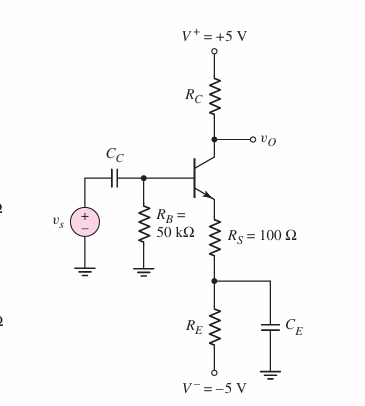 V⁺ = +5 V
R_C
v_O
C_C
v_s
+
−
R_B =
50 kΩ
R_S = 100 Ω
R_E
C_E
V⁻ = −5 V
Ω
Ω